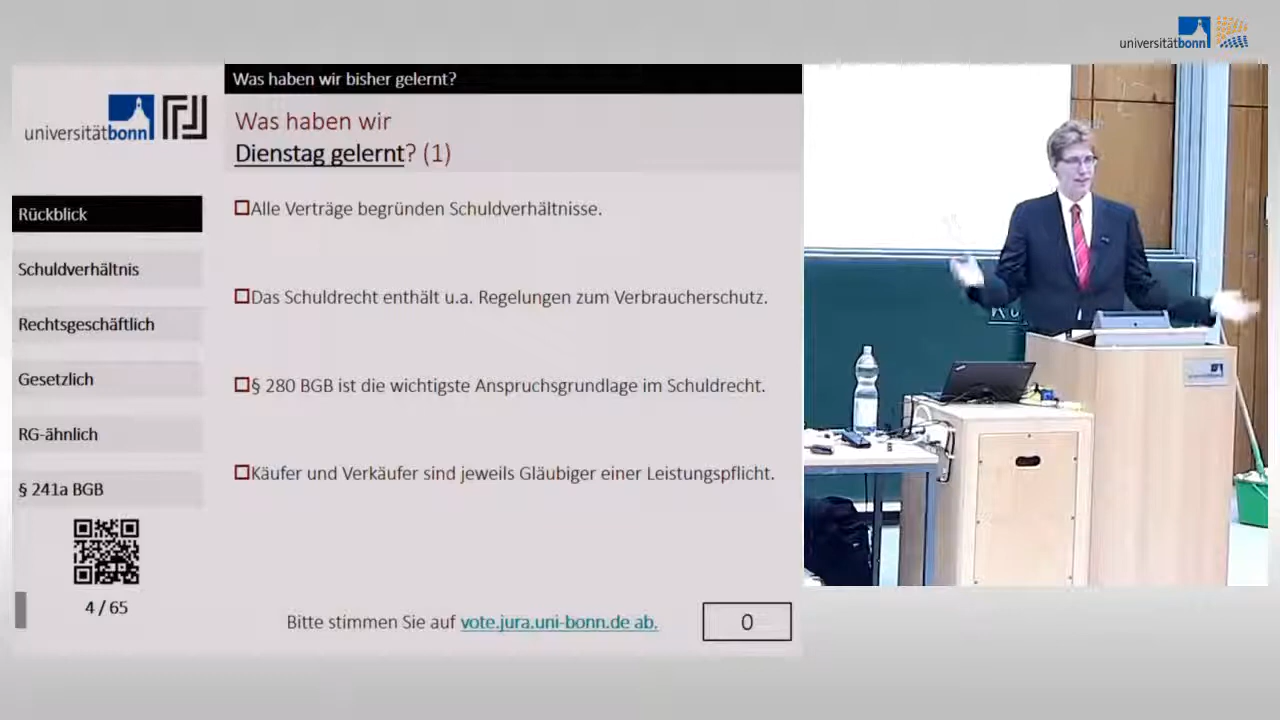 universitätbonn
Was haben wir bisher gelernt?
universitätbonn
Was haben wir
Dienstag gelernt? (1)
Rückblick
Schuldverhältnis
Rechtsgeschäftlich
Gesetzlich
RG-ähnlich
§ 241a BGB
4 / 65
Alle Verträge begründen Schuldverhältnisse.
Das Schuldrecht enthält u.a. Regelungen zum Verbraucherschutz.
§ 280 BGB ist die wichtigste Anspruchsgrundlage im Schuldrecht.
Käufer und Verkäufer sind jeweils Gläubiger einer Leistungspflicht.
Bitte stimmen Sie auf vote.jura.uni-bonn.de ab.
0